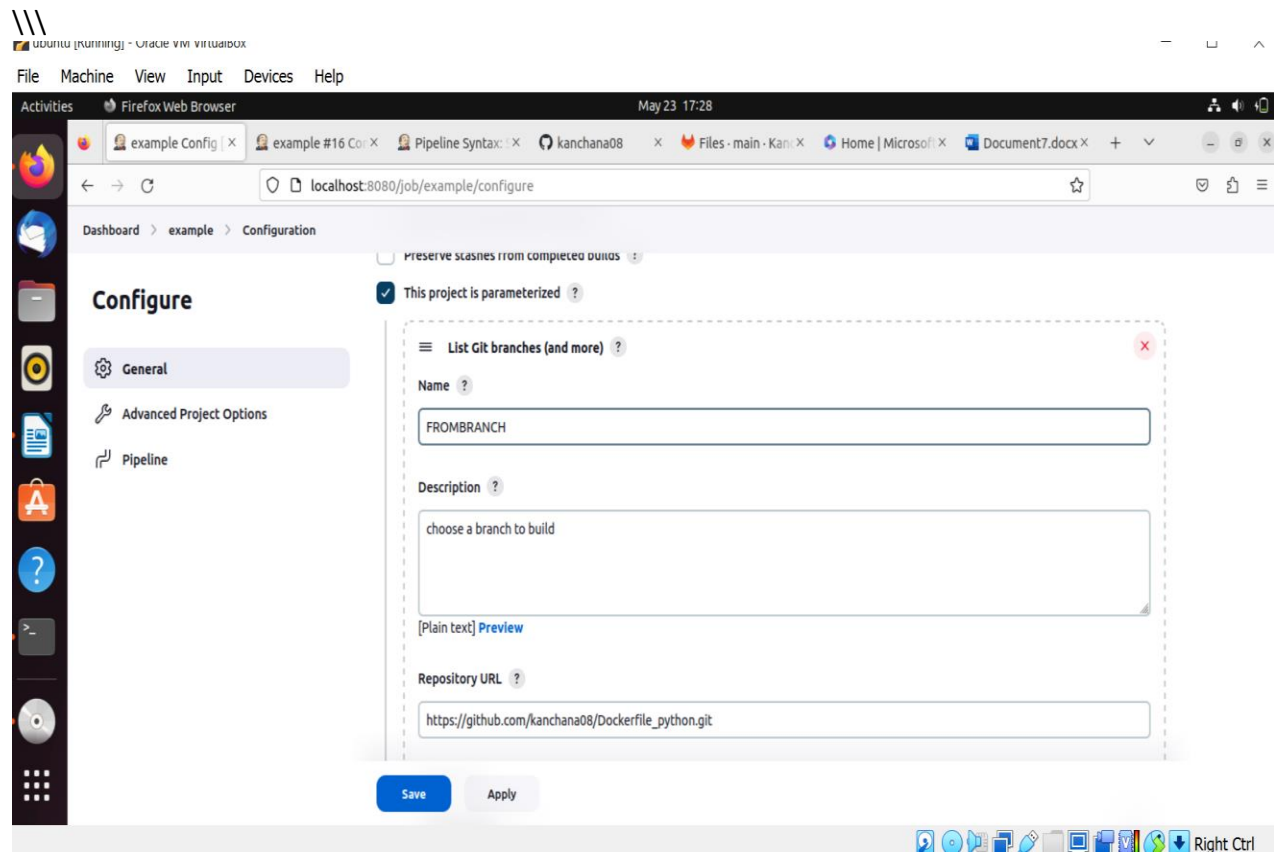 \\\
ubuntu [Running] - Oracle VM VirtualBox
File Machine View Input Devices Help
Activities Firefox Web Browser May 23 17:28
example Config [ × example #16 Con × Pipeline Syntax: S × kanchana08 × Files · main · Kanc × Home | Microsoft × Document7.docx ×
localhost:8080/job/example/configure
Dashboard > example > Configuration
Preserve stashes from completed builds ?
Configure
This project is parameterized ?
List Git branches (and more) ? X
General
Name ?
FROMBRANCH
Advanced Project Options
Pipeline
Description ?
choose a branch to build
[Plain text] Preview
Repository URL ?
https://github.com/kanchana08/Dockerfile_python.git
Save Apply
Right Ctrl